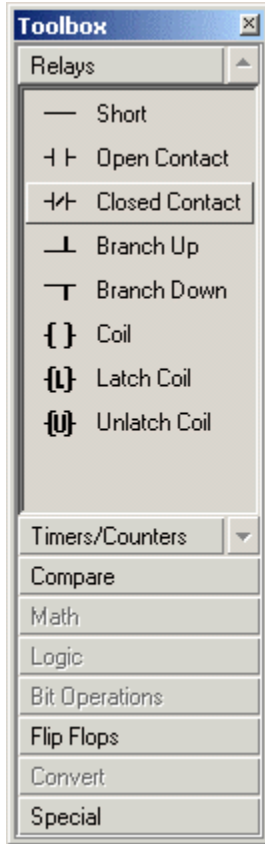 Toolbox
Relays
Short
Open Contact
Closed Contact
Branch Up
Branch Down
Coil
L Latch Coil
U Unlatch Coil
Timers/Counters
Compare
Math
Logic
Bit Operations
Flip Flops
Convert
Special